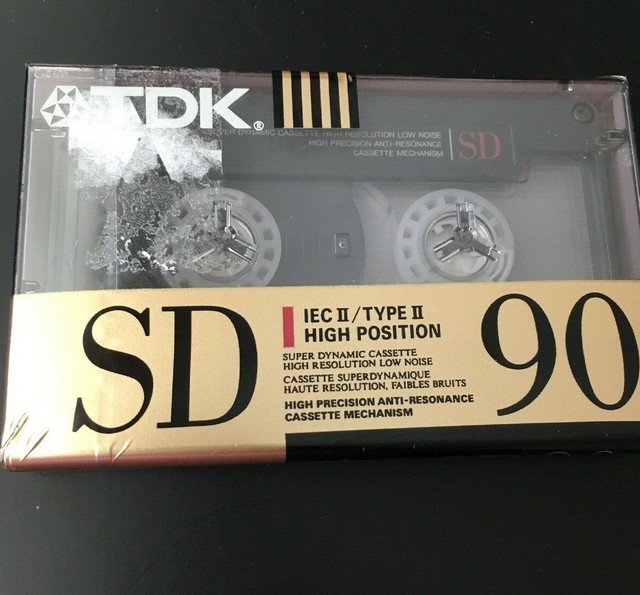 TDK®
SUPER DYNAMIC CASSETTE HIGH RESOLUTION LOW NOISE
HIGH PRECISION ANTI-RESONANCE
CASSETTE MECHANISM
SD
SD
IEC II/TYPE II
HIGH POSITION
SUPER DYNAMIC CASSETTE
HIGH RESOLUTION LOW NOISE
CASSETTE SUPERDYNAMIQUE
HAUTE RESOLUTION, FAIBLES BRUITS
HIGH PRECISION ANTI-RESONANCE
CASSETTE MECHANISM
90